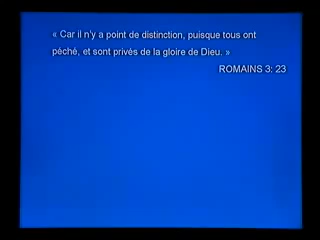 « Car il n'y a point de distinction, puisque tous ont
pèché, et sont privés de la gloire de Dieu. »
ROMAINS 3: 23